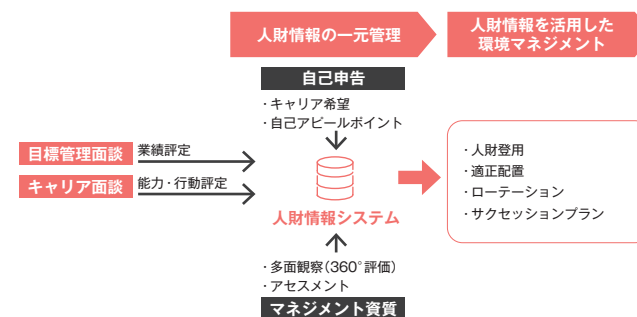 人財情報の一元管理
人財情報を活用した
環境マネジメント
自己申告
・キャリア希望
・自己アピールポイント
目標管理面談
業績評定
キャリア面談
能力・行動評定
人財情報システム
・人財登用
・適正配置
・ローテーション
・サクセッションプラン
・多面観察（360°評価）
・アセスメント
マネジメント資質